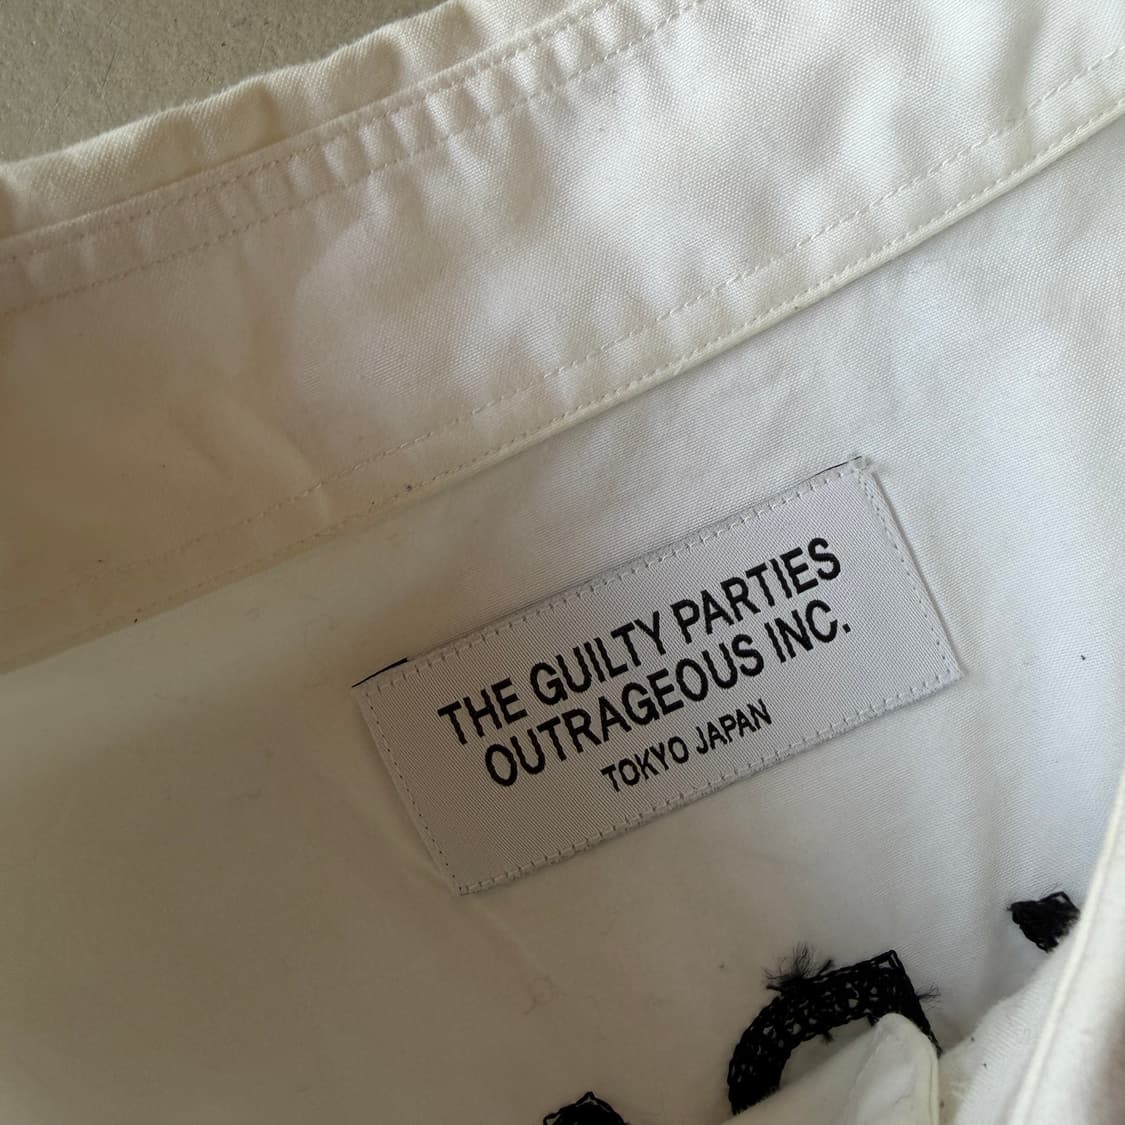 THE GUILTY PARTIES
OUTRAGEOUS INC.
TOKYO JAPAN